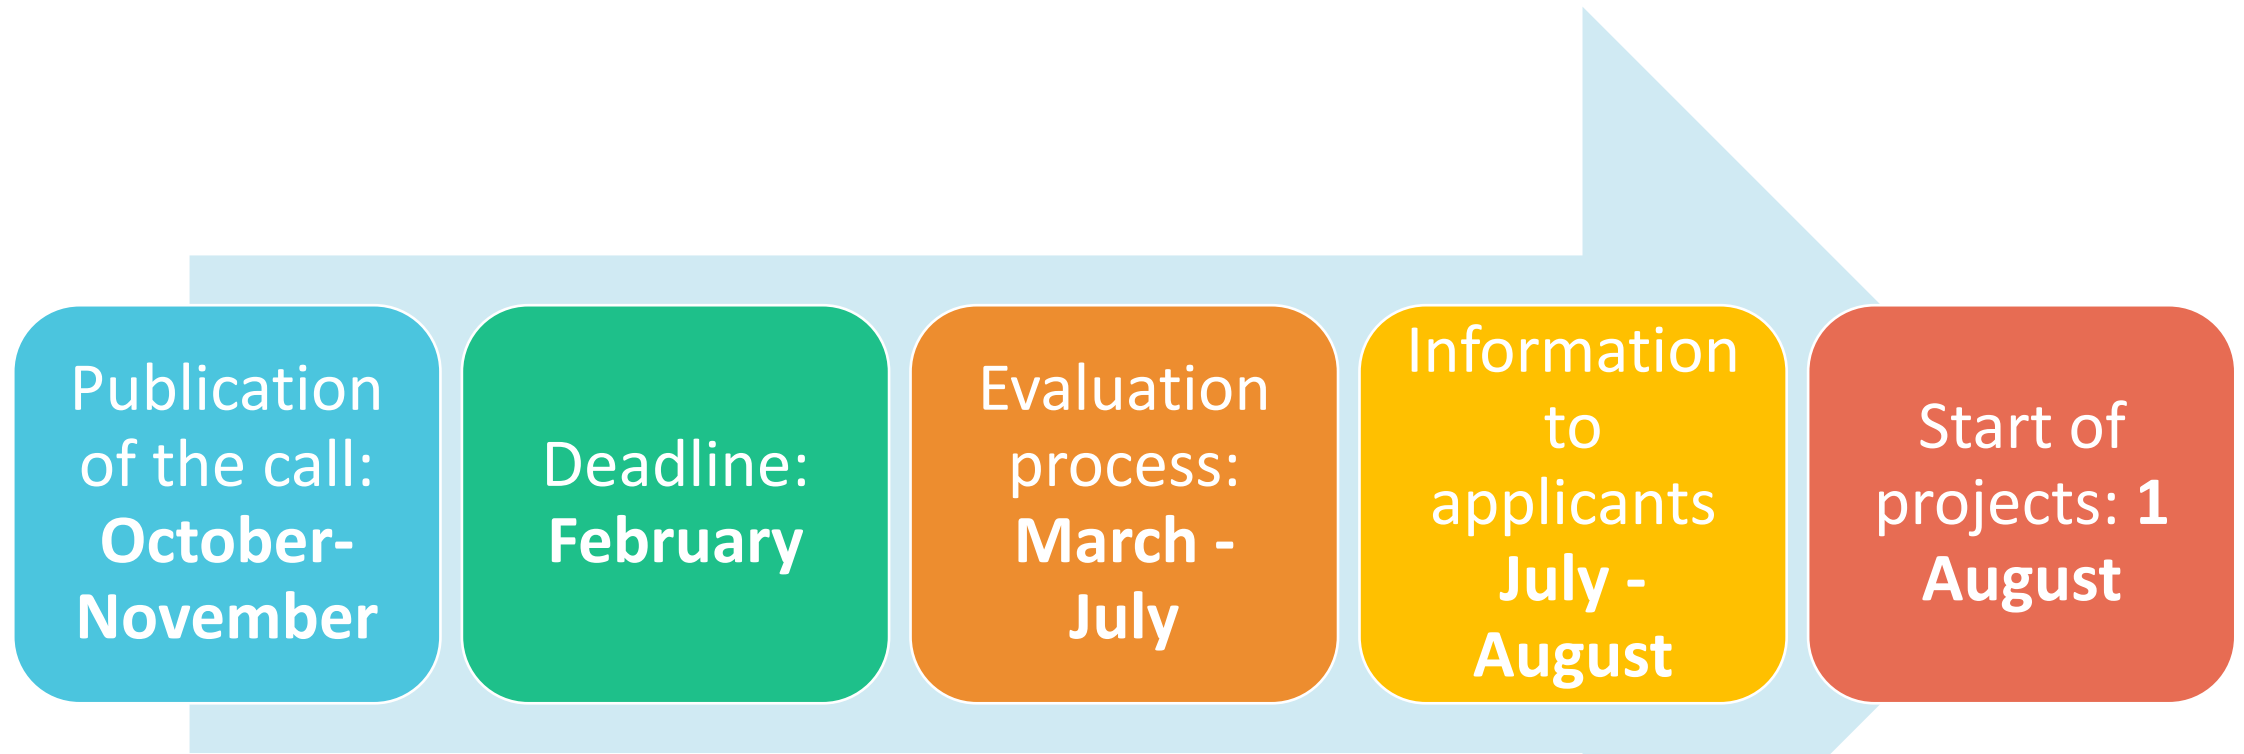 Publication
of the call:
October-
November
Deadline:
February
Evaluation
process:
March -
July
Information
to
applicants
July -
August
Start of
projects: 1
August